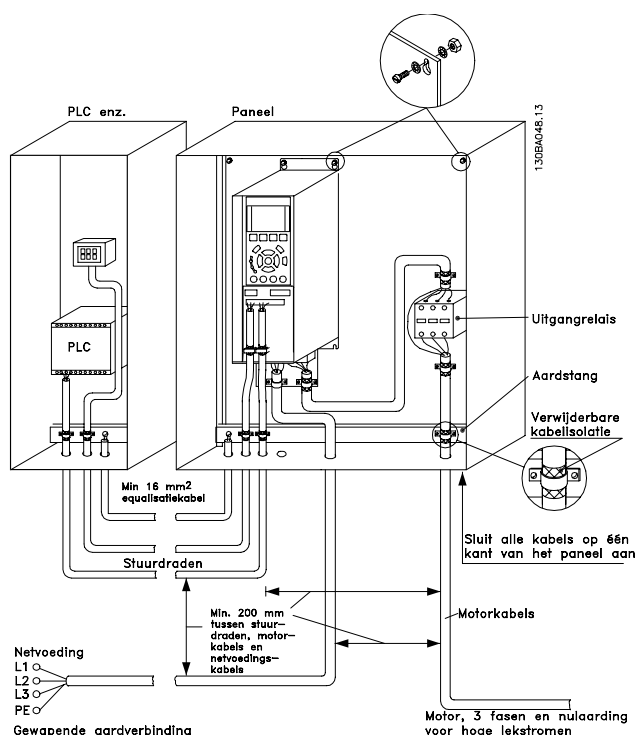 130BA048.13
PLC enz.
Paneel
PLC
Uitgangrelais
Aardstang
Verwijderbare
kabelisolatie
Min 16 mm2
equalisatiekabel
Stuurdraden
Sluit alle kabels op één
kant van het paneel aan
Min. 200 mm
tussen stuur-
draden, motor-
kabels en
netvoedings-
kabels
Motorkabels
Netvoeding
L1
L2
L3
PE
Gewapende aardverbinding
Motor, 3 fasen en nulaarding
voor hoge lekstromen